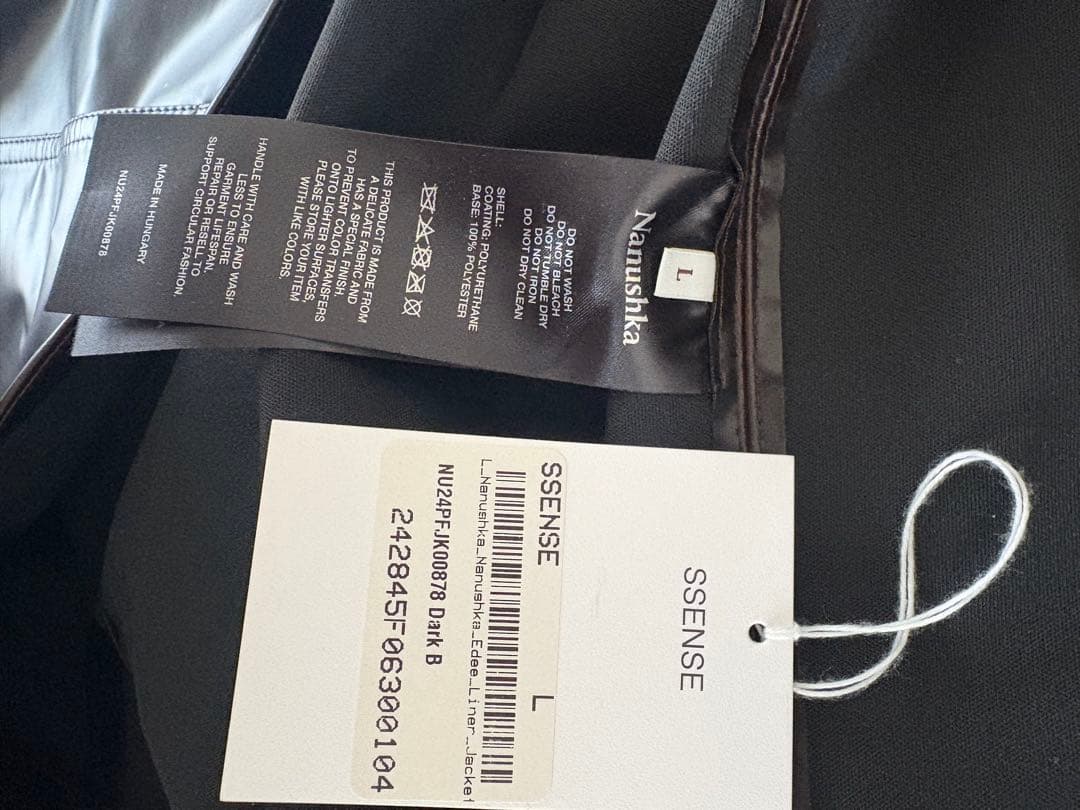 Nanushka
L
DO NOT WASH
DO NOT BLEACH
DO NOT TUMBLE DRY
DO NOT IRON
DO NOT DRY CLEAN
SHELL:
COATING: POLYURETHANE
BASE: 100% POLYESTER
THIS PRODUCT IS MADE FROM
A DELICATE FABRIC AND
HAS A SPECIAL FINISH.
TO PREVENT COLOR TRANSFERS
ONTO LIGHTER SURFACES,
PLEASE STORE YOUR ITEM
WITH LIKE COLORS.
HANDLE WITH CARE AND WASH
LESS TO ENSURE
GARMENT LIFESPAN.
REPAIR OR RESELL TO
SUPPORT CIRCULAR FASHION.
MADE IN HUNGARY
NU24PFJK00878
SSENSE
SSENSE L
L_Nanushka_Nanushka_Edee_Liner_Jacket
NU24PFJK00878 Dark B
242845F06300104